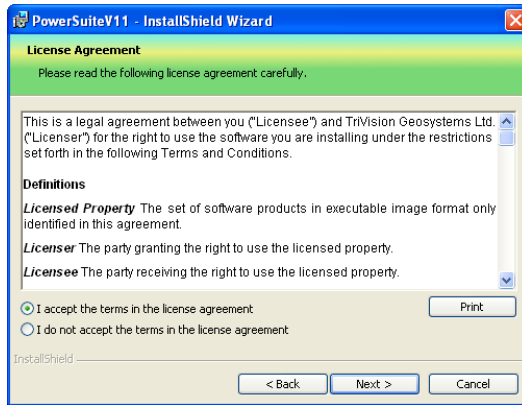 PowerSuiteV11 - InstallShield Wizard
License Agreement
Please read the following license agreement carefully.
This is a legal agreement between you ("Licensee") and TriVision Geosystems Ltd.
("Licenser") for the right to use the software you are installing under the restrictions
set forth in the following Terms and Conditions.
Definitions
Licensed Property The set of software products in executable image format only
identified in this agreement.
Licenser The party granting the right to use the licensed property.
Licensee The party receiving the right to use the licensed property.
I accept the terms in the license agreement
Print
I do not accept the terms in the license agreement
InstallShield
< Back
Next >
Cancel